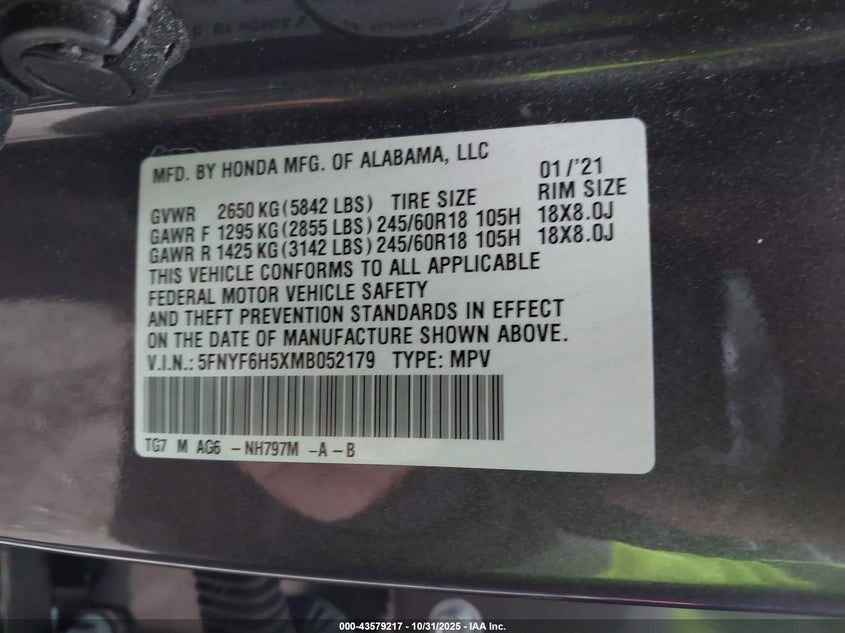 MFD. BY HONDA MFG. OF ALABAMA, LLC 01/'21
GVWR 2650 KG (5842 LBS) TIRE SIZE RIM SIZE
GAWR F 1295 KG (2855 LBS) 245/60R18 105H 18X8.0J
GAWR R 1425 KG (3142 LBS) 245/60R18 105H 18X8.0J
THIS VEHICLE CONFORMS TO ALL APPLICABLE
FEDERAL MOTOR VEHICLE SAFETY
AND THEFT PREVENTION STANDARDS IN EFFECT
ON THE DATE OF MANUFACTURE SHOWN ABOVE.
V.I.N.: 5FNYF6H5XMB052179 TYPE: MPV
TG7 M AG6 - NH797M - A - B
000-43579217 - 10/31/2025 - IAA Inc.